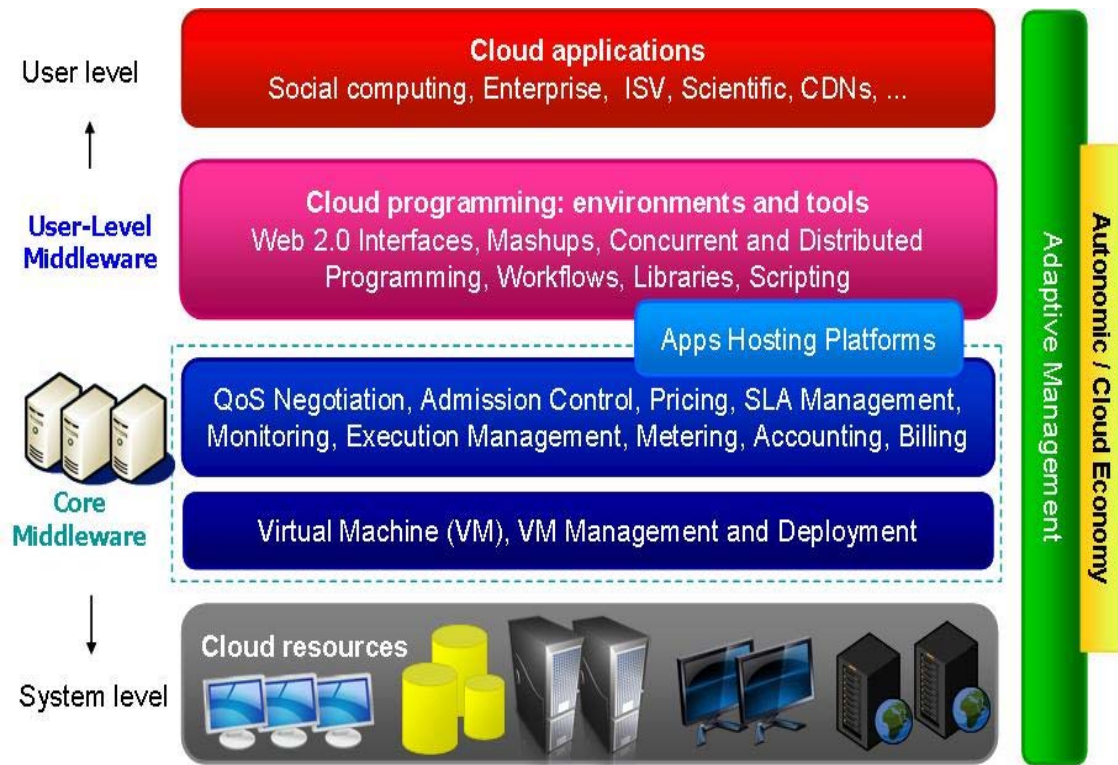 User level
Cloud applications
Social computing, Enterprise, ISV, Scientific, CDNs, ...
User-Level
Middleware
Cloud programming: environments and tools
Web 2.0 Interfaces, Mashups, Concurrent and Distributed
Programming, Workflows, Libraries, Scripting
Apps Hosting Platforms
QoS Negotiation, Admission Control, Pricing, SLA Management,
Monitoring, Execution Management, Metering, Accounting, Billing
Core
Middleware
Virtual Machine (VM), VM Management and Deployment
Cloud resources
System level
Adaptive Management
Autonomic / Cloud Economy